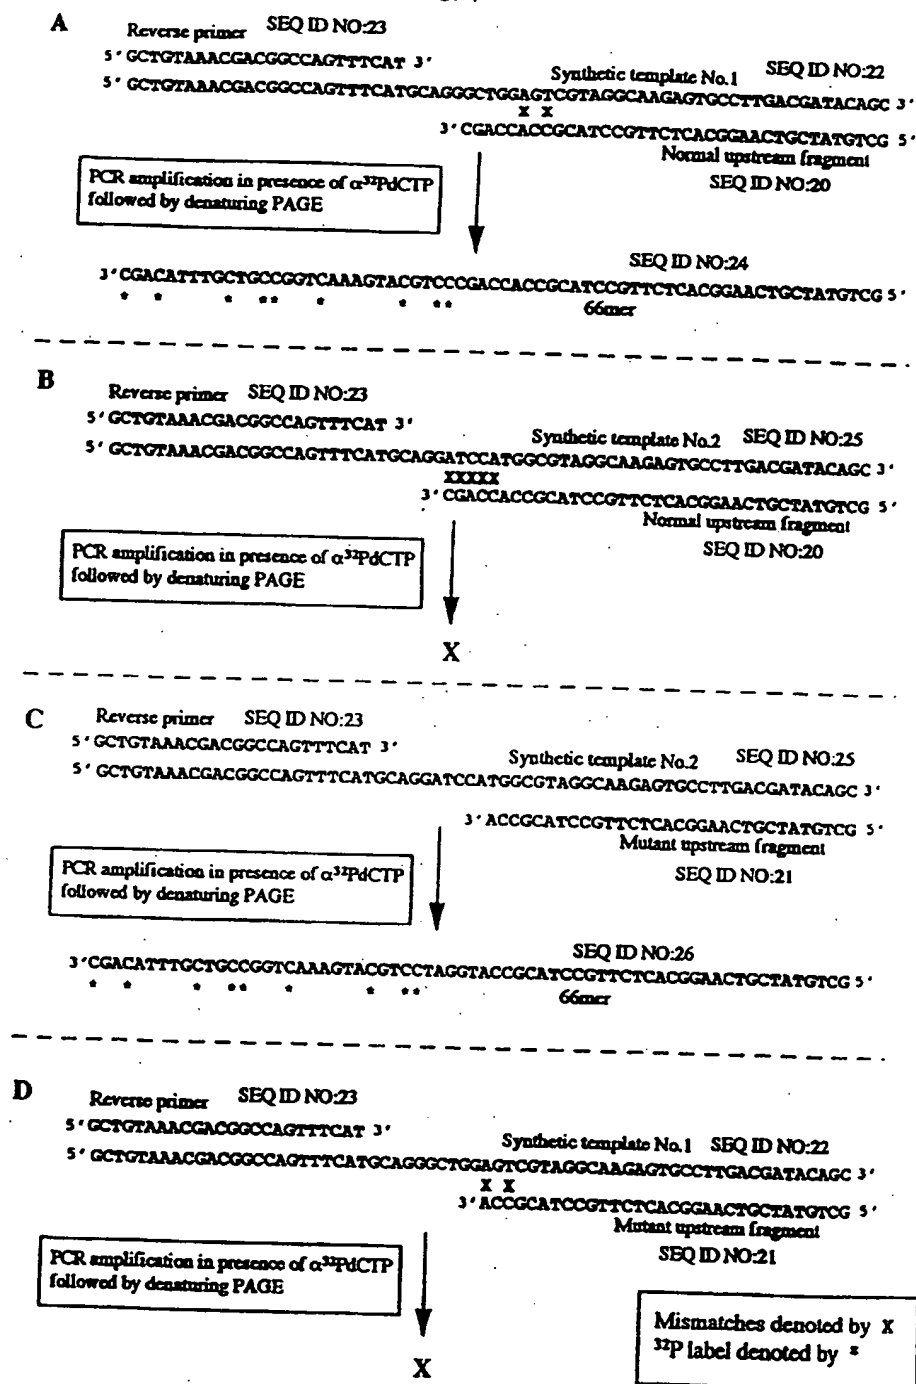 A
Reverse primer SEQ ID NO:23
5' GCTGTAAACGACGGCCAGTTTCAT 3'
Synthetic template No.1 SEQ ID NO:22
5' GCTGTAAACGACGGCCAGTTTCATGCAGGGCTGGAGTCGTAGGCAAGAGTGCCTTGACGATACAGC 3'
X X
3' CGACCACCGCATCCGTTCTCACGGAACTGCTATGTCG 5'
Normal upstream fragment
SEQ ID NO:20
PCR amplification in presence of α³²PdCTP
followed by denaturing PAGE
SEQ ID NO:24
3' CGACATTTGCTGCCGGTCAAAGTACGTCCCGACCACCGCATCCGTTCTCACGGAACTGCTATGTCG 5'
* * * ** * * **
66mer
B
Reverse primer SEQ ID NO:23
5' GCTGTAAACGACGGCCAGTTTCAT 3'
Synthetic template No.2 SEQ ID NO:25
5' GCTGTAAACGACGGCCAGTTTCATGCAGGATCCATGGCGTAGGCAAGAGTGCCTTGACGATACAGC 3'
XXXXX
3' CGACCACCGCATCCGTTCTCACGGAACTGCTATGTCG 5'
Normal upstream fragment
SEQ ID NO:20
PCR amplification in presence of α³²PdCTP
followed by denaturing PAGE
X
C
Reverse primer SEQ ID NO:23
5' GCTGTAAACGACGGCCAGTTTCAT 3'
Synthetic template No.2 SEQ ID NO:25
5' GCTGTAAACGACGGCCAGTTTCATGCAGGATCCATGGCGTAGGCAAGAGTGCCTTGACGATACAGC 3'
3' ACCGCATCCGTTCTCACGGAACTGCTATGTCG 5'
Mutant upstream fragment
SEQ ID NO:21
PCR amplification in presence of α³²PdCTP
followed by denaturing PAGE
SEQ ID NO:26
3' CGACATTTGCTGCCGGTCAAAGTACGTCCTAGGTACCGCATCCGTTCTCACGGAACTGCTATGTCG 5'
* * * ** * * **
66mer
D
Reverse primer SEQ ID NO:23
5' GCTGTAAACGACGGCCAGTTTCAT 3'
Synthetic template No.1 SEQ ID NO:22
5' GCTGTAAACGACGGCCAGTTTCATGCAGGGCTGGAGTCGTAGGCAAGAGTGCCTTGACGATACAGC 3'
X X
3' ACCGCATCCGTTCTCACGGAACTGCTATGTCG 5'
Mutant upstream fragment
SEQ ID NO:21
PCR amplification in presence of α³²PdCTP
followed by denaturing PAGE
X
Mismatches denoted by X
³²P label denoted by *